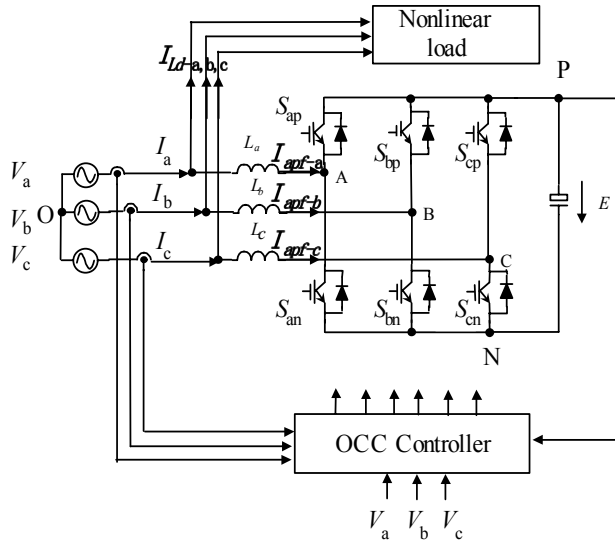 Nonlinear
load
P
I_Ld-a,b,c
S_ap
S_bp
S_cp
I_a
L_a
I_apf-a
A
V_a
E
I_b
L_b
I_apf-b
V_b
O
B
I_c
L_c
I_apf-c
V_c
C
S_an
S_bn
S_cn
N
OCC Controller
V_a V_b V_c